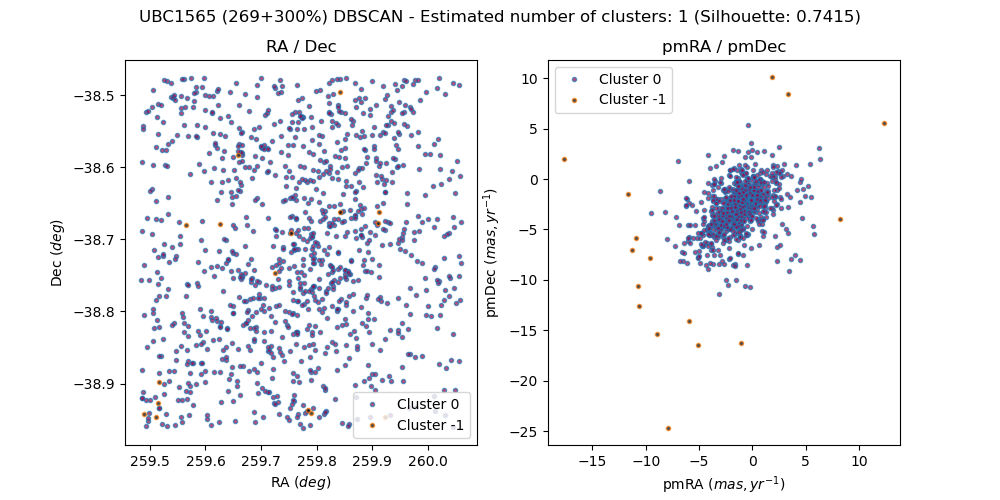 UBC1565 (269+300%) DBSCAN - Estimated number of clusters: 1 (Silhouette: 0.7415)
RA / Dec
−38.5
−38.6
−38.7
−38.8
−38.9
Dec (deg)
Cluster 0
Cluster -1
259.5 259.6 259.7 259.8 259.9 260.0
RA (deg)
pmRA / pmDec
Cluster 0
Cluster -1
10
5
0
−5
−10
−15
−20
−25
pmDec (mas, yr⁻¹)
−15 −10 −5 0 5 10
pmRA (mas, yr⁻¹)